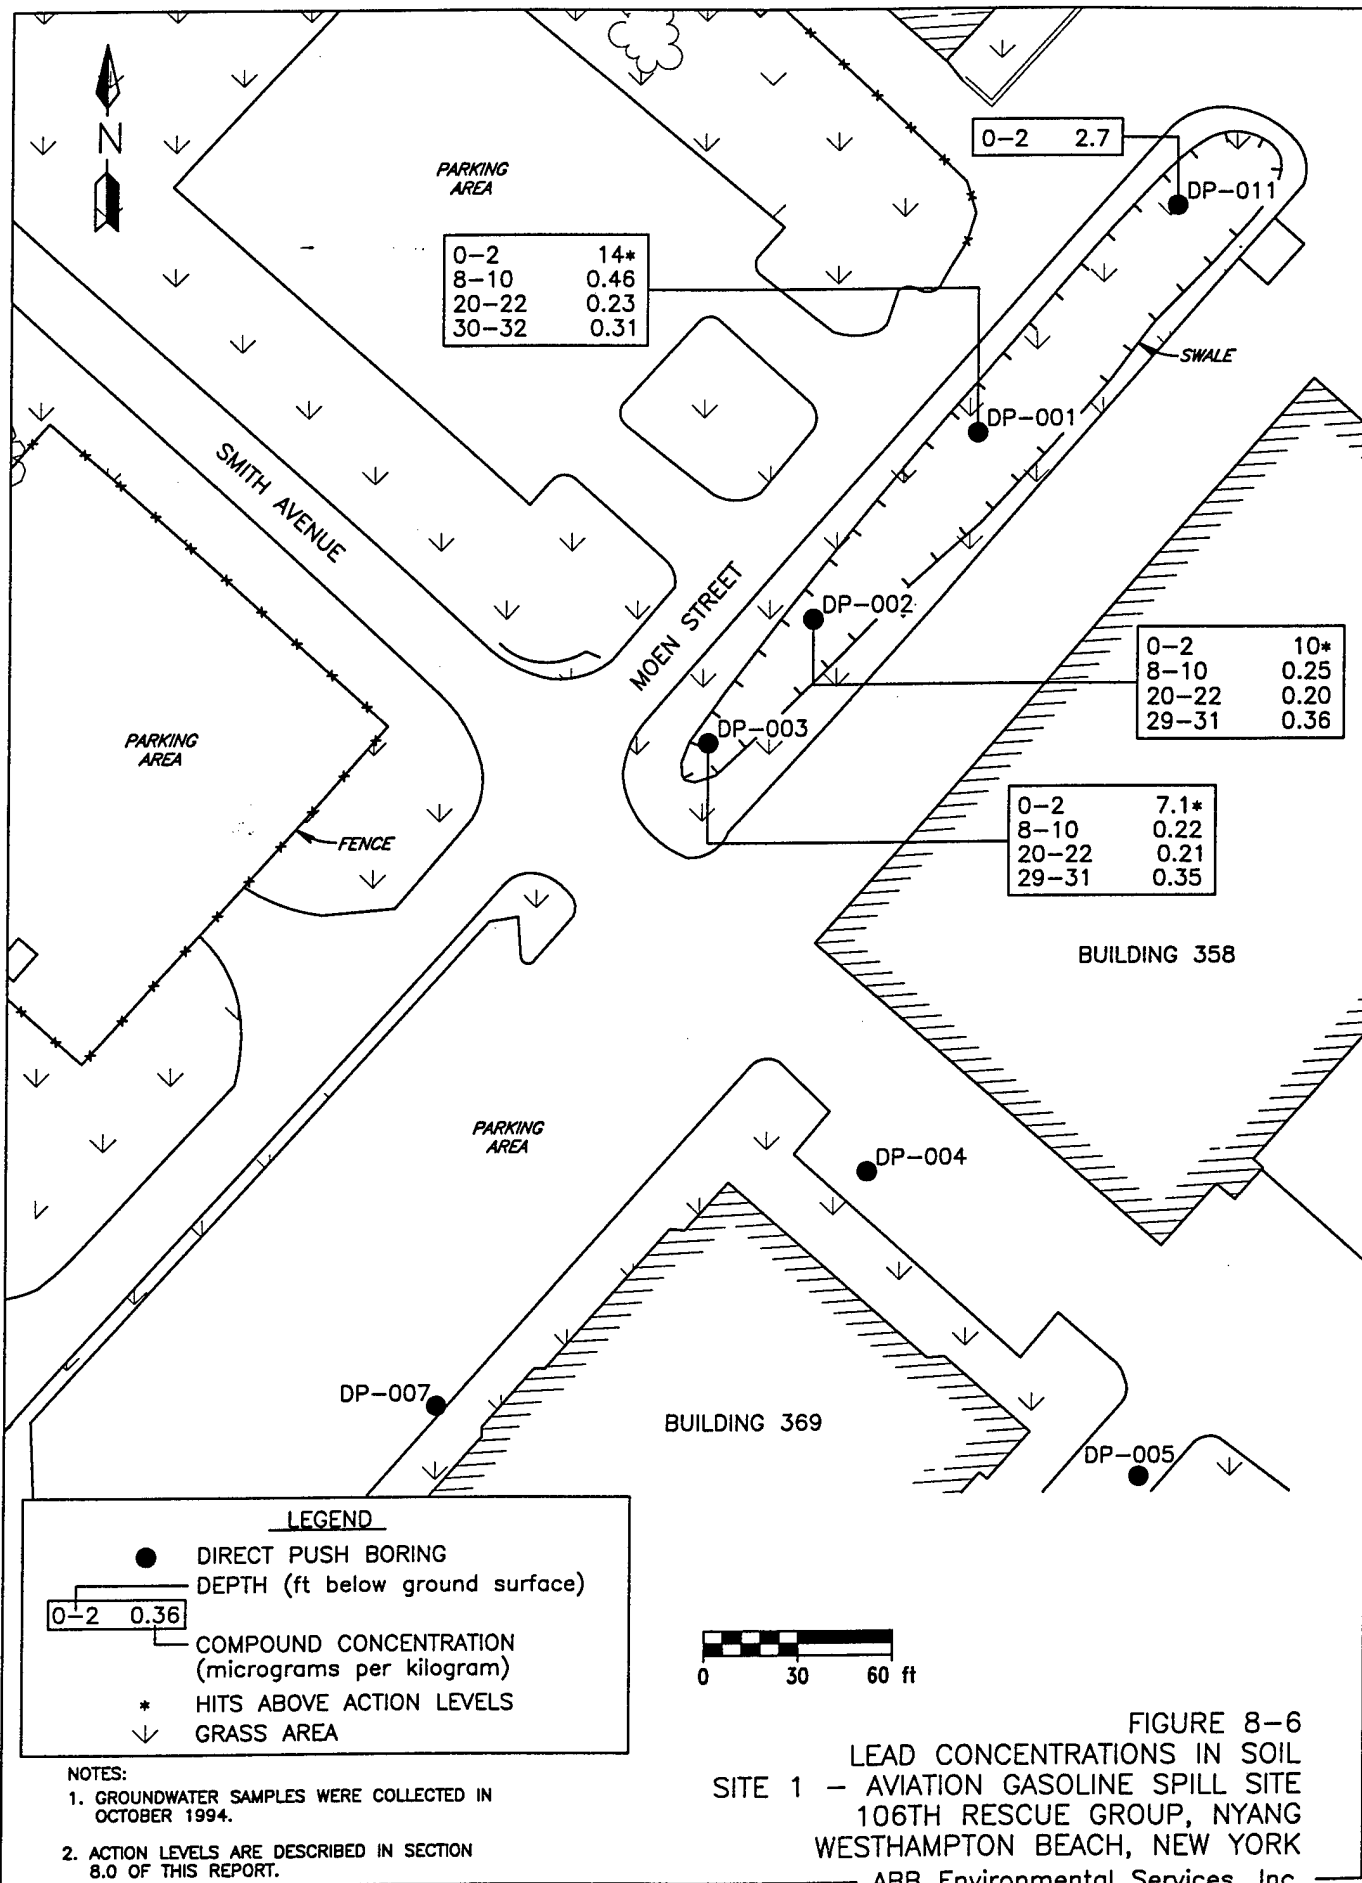 N
PARKING
AREA
0-2 2.7
DP-011
0-2 14*
8-10 0.46
20-22 0.23
30-32 0.31
SWALE
DP-001
SMITH AVENUE
MOEN STREET
DP-002
0-2 10*
8-10 0.25
20-22 0.20
29-31 0.36
DP-003
PARKING
AREA
0-2 7.1*
8-10 0.22
20-22 0.21
29-31 0.35
FENCE
BUILDING 358
PARKING
AREA
DP-004
DP-007
BUILDING 369
DP-005
LEGEND
DIRECT PUSH BORING
DEPTH (ft below ground surface)
0-2 0.36
COMPOUND CONCENTRATION
(micrograms per kilogram)
* HITS ABOVE ACTION LEVELS
GRASS AREA
0 30 60 ft
NOTES:
1. GROUNDWATER SAMPLES WERE COLLECTED IN
OCTOBER 1994.
2. ACTION LEVELS ARE DESCRIBED IN SECTION
8.0 OF THIS REPORT.
FIGURE 8-6
LEAD CONCENTRATIONS IN SOIL
SITE 1 - AVIATION GASOLINE SPILL SITE
106TH RESCUE GROUP, NYANG
WESTHAMPTON BEACH, NEW YORK
ABB Environmental Services, Inc.